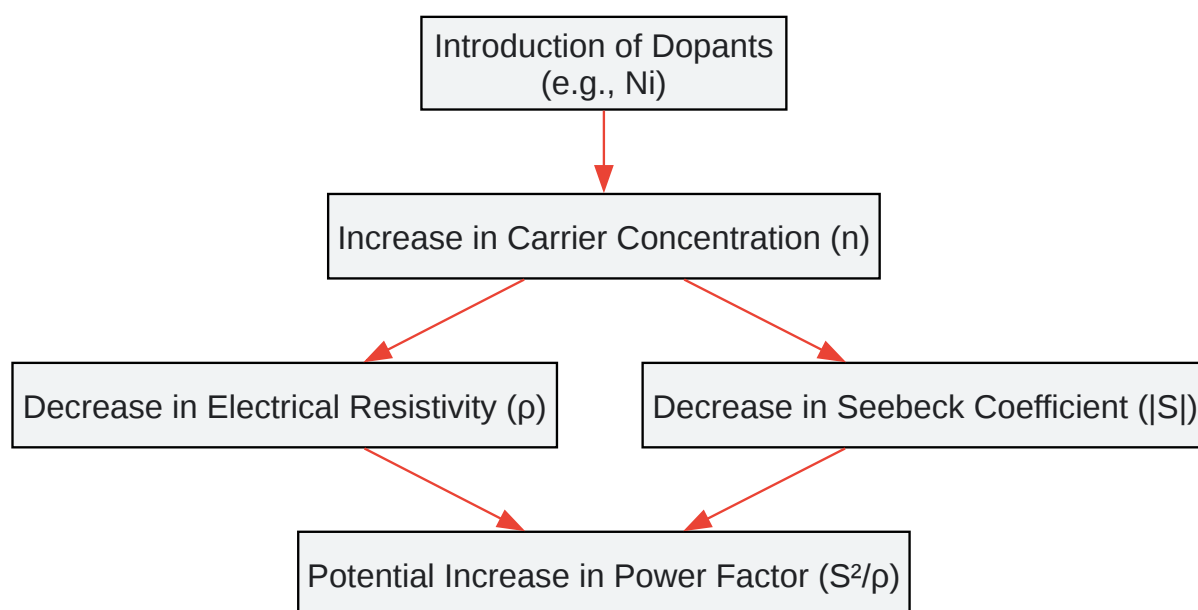 Introduction of Dopants
(e.g., Ni)
Increase in Carrier Concentration (n)
Decrease in Electrical Resistivity (ρ)
Decrease in Seebeck Coefficient (|S|)
Potential Increase in Power Factor (S²/ρ)